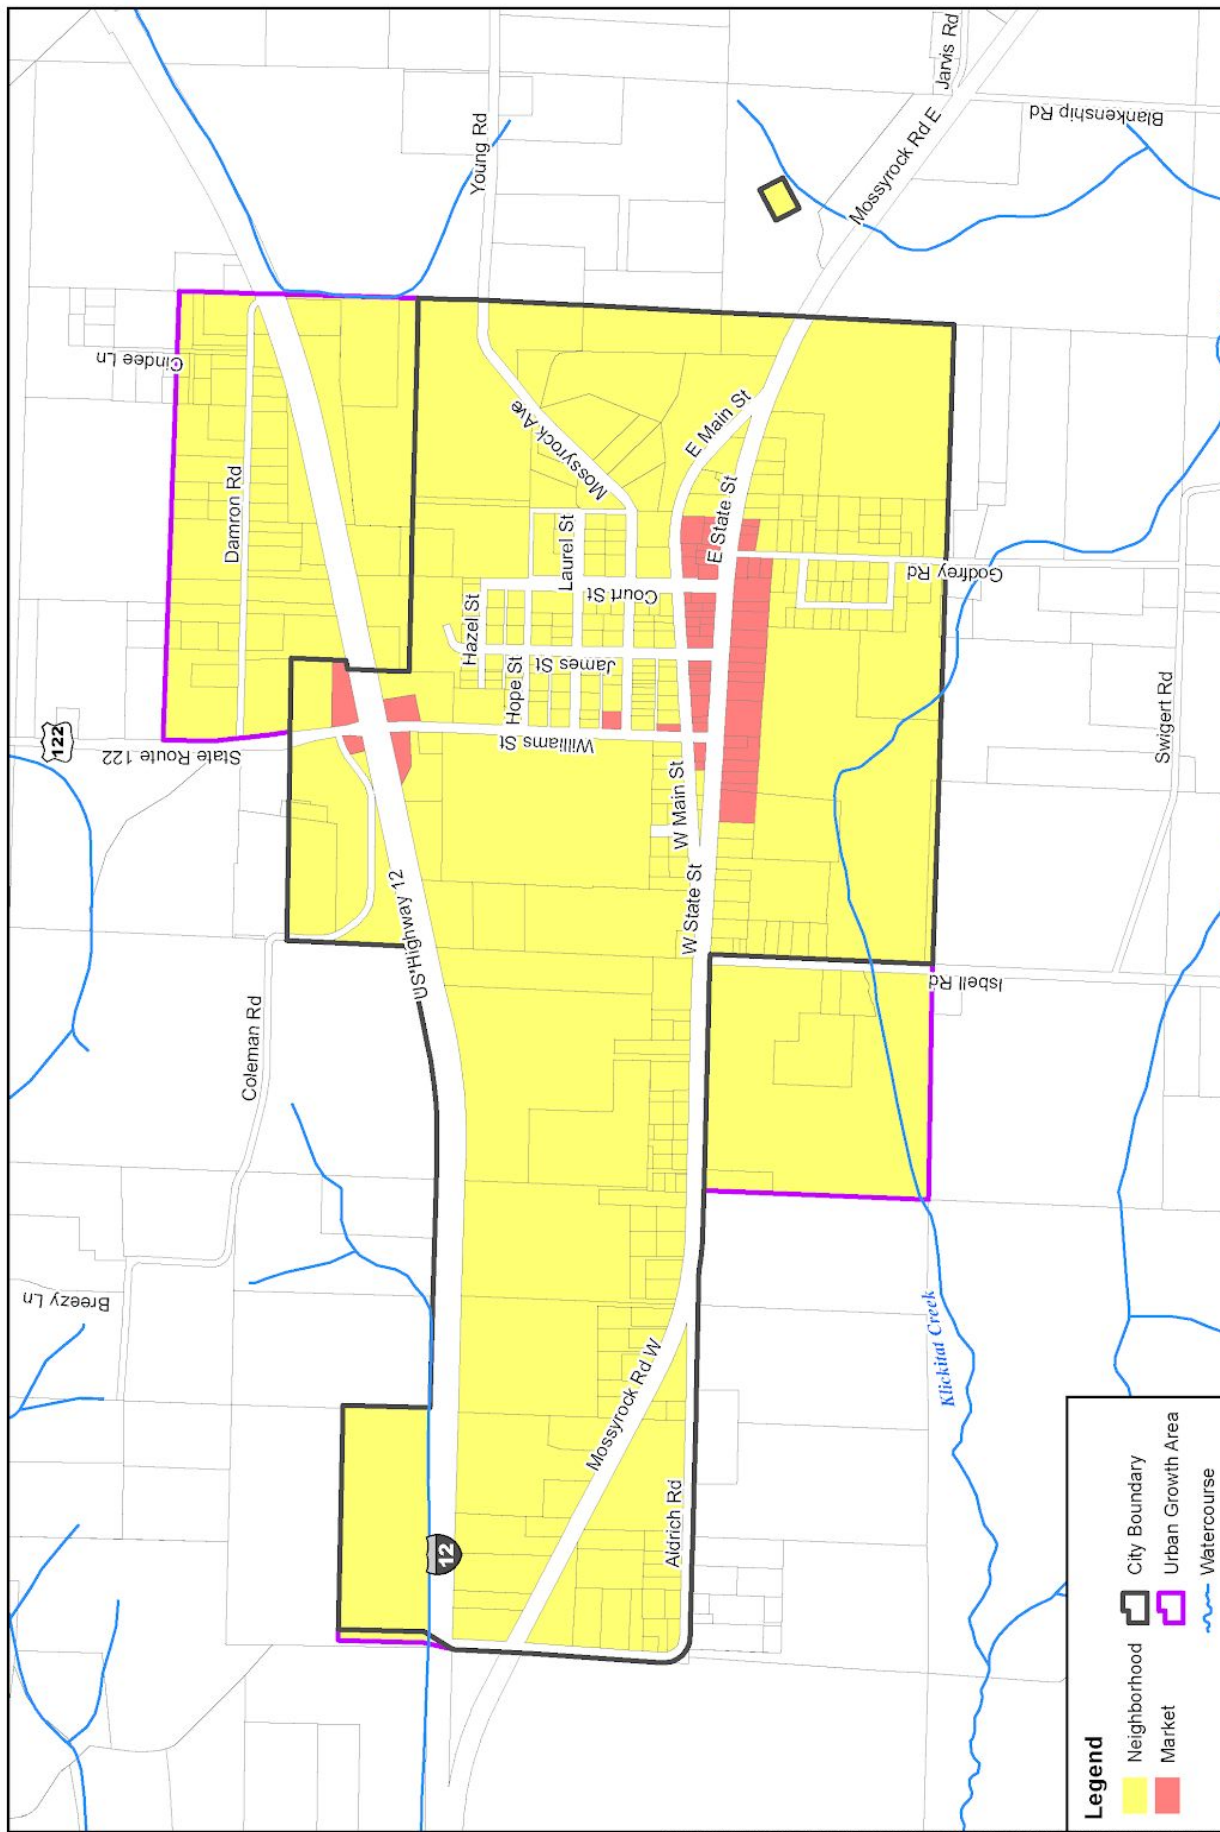 122
State Route 122
Cindee Ln
Damron Rd
Young Rd
Jarvis Rd
Blankenship Rd
Mossyrock Rd E
Mossyrock Ave
E Main St
E State St
Laurel St
Court St
Hazel St
James St
Hope St
Williams St
Godfrey Rd
W Main St
W State St
US Highway 12
Coleman Rd
Breezy Ln
Swigert Rd
Isbell Rd
Klickitat Creek
Mossyrock Rd W
Aldrich Rd
12
Legend
Neighborhood
Market
City Boundary
Urban Growth Area
Watercourse